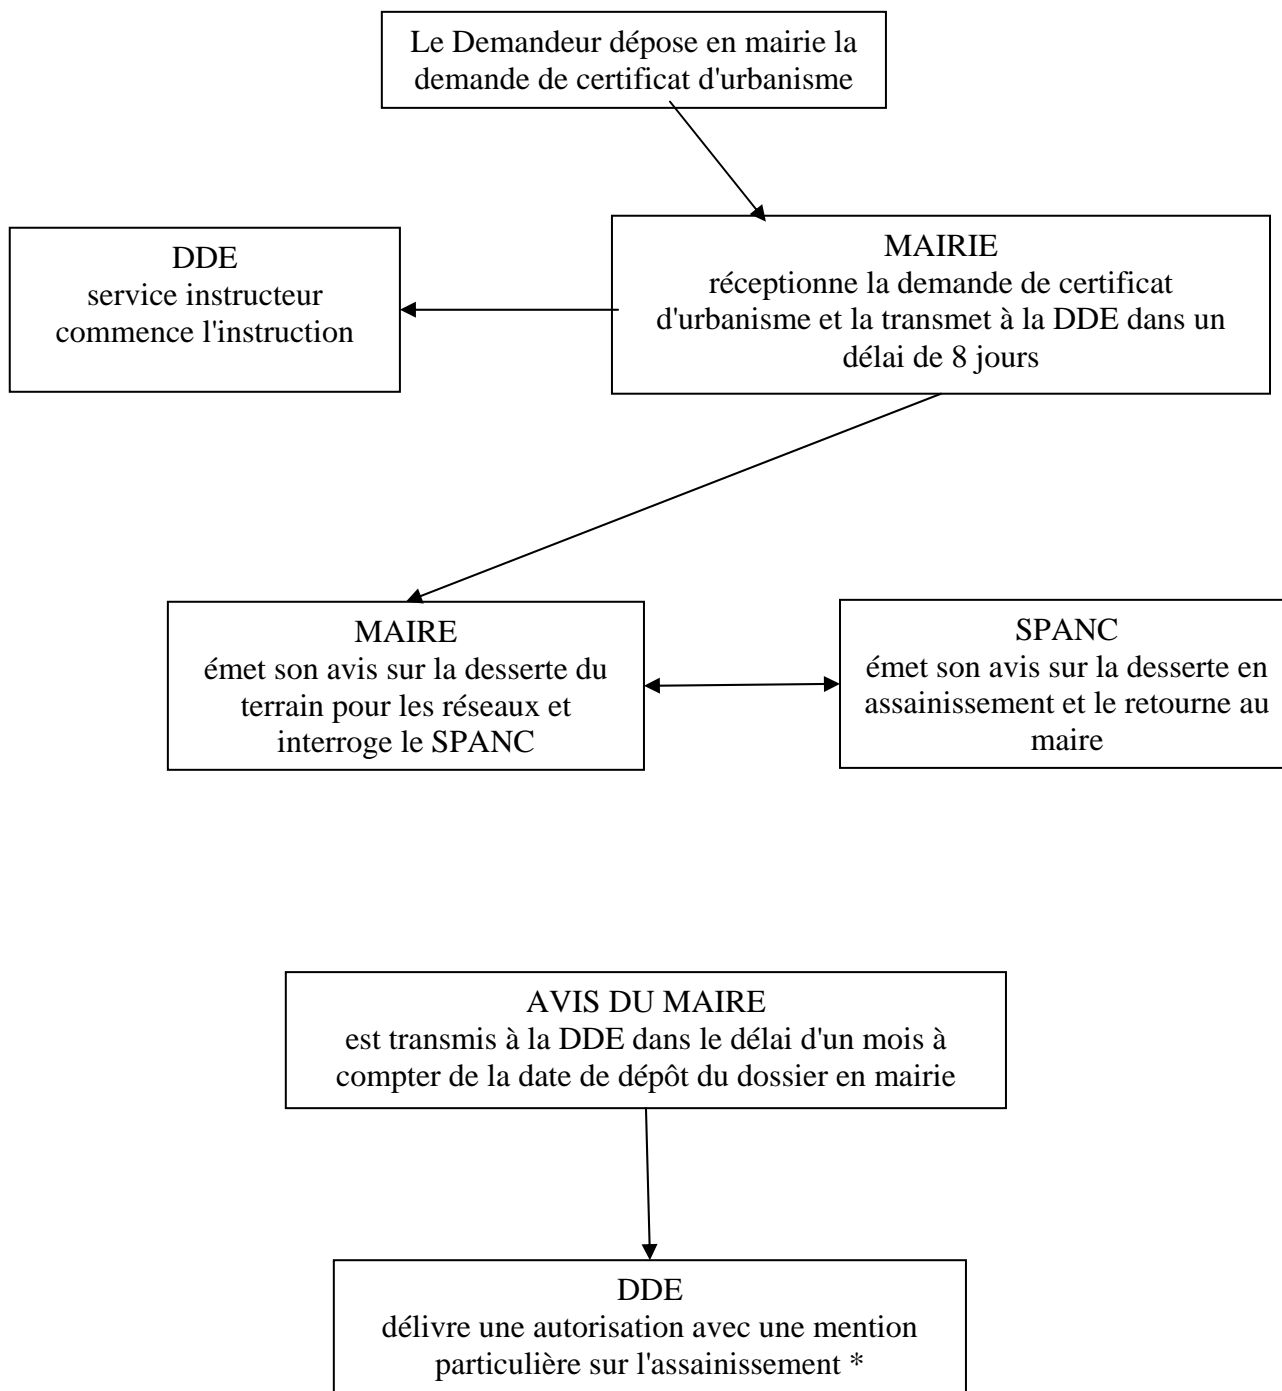 Le Demandeur dépose en mairie la
demande de certificat d'urbanisme
DDE
service instructeur
commence l'instruction
MAIRIE
réceptionne la demande de certificat
d'urbanisme et la transmet à la DDE dans un
délai de 8 jours
MAIRE
émet son avis sur la desserte du
terrain pour les réseaux et
interroge le SPANC
SPANC
émet son avis sur la desserte en
assainissement et le retourne au
maire
AVIS DU MAIRE
est transmis à la DDE dans le délai d'un mois à
compter de la date de dépôt du dossier en mairie
DDE
délivre une autorisation avec une mention
particulière sur l'assainissement *